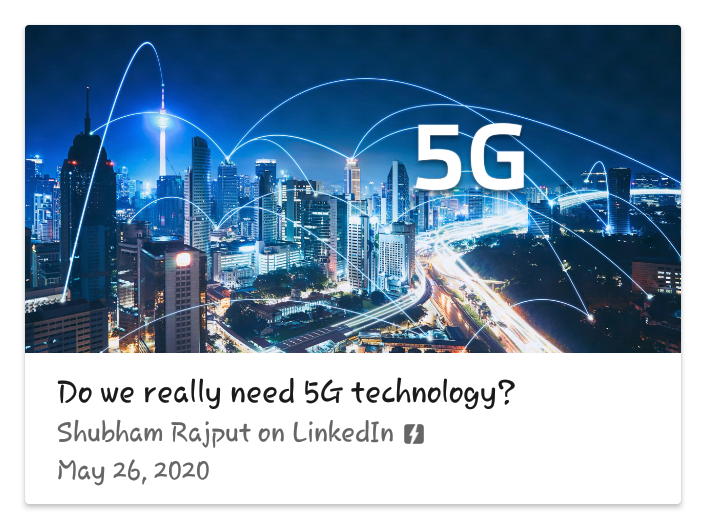 5G
Do we really need 5G technology?
Shubham Rajput on LinkedIn
May 26, 2020